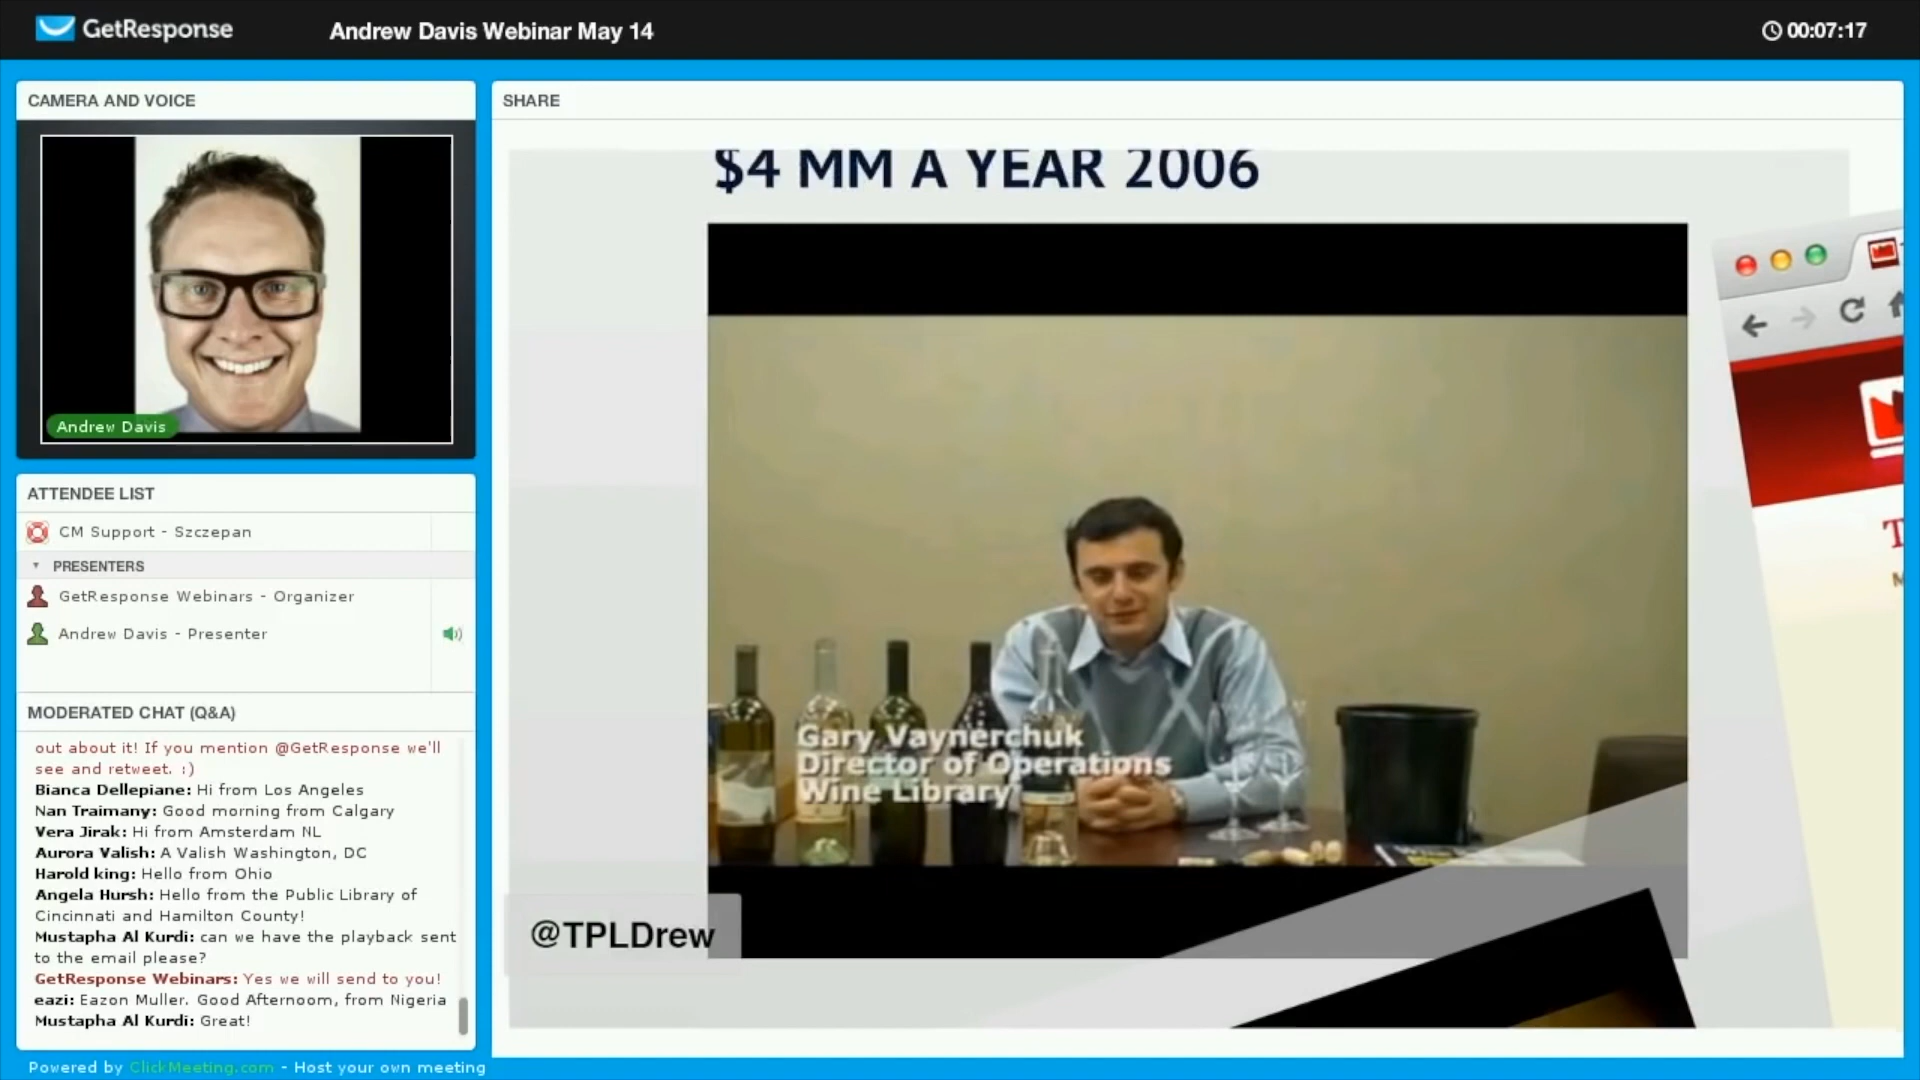 GetResponse
Andrew Davis Webinar May 14
00:07:17
CAMERA AND VOICE
Andrew Davis
ATTENDEE LIST
CM Support - Szczepan
PRESENTERS
GetResponse Webinars - Organizer
Andrew Davis - Presenter
MODERATED CHAT (Q&A)
out about it! If you mention @GetResponse we'll
see and retweet. :)
Bianca Dellepiane: Hi from Los Angeles
Nan Traimany: Good morning from Calgary
Vera Jirak: Hi from Amsterdam NL
Aurora Valish: A Valish Washington, DC
Harold king: Hello from Ohio
Angela Hursh: Hello from the Public Library of
Cincinnati and Hamilton County!
Mustapha Al Kurdi: can we have the playback sent
to the email please?
GetResponse Webinars: Yes we will send to you!
eazi: Eazon Muller. Good Afternoom, from Nigeria
Mustapha Al Kurdi: Great!
Powered by ClickMeeting.com - Host your own meeting
SHARE
$4 MM A YEAR 2006
Gary Vaynerchuk
Director of Operations
Wine Library
@TPLDrew